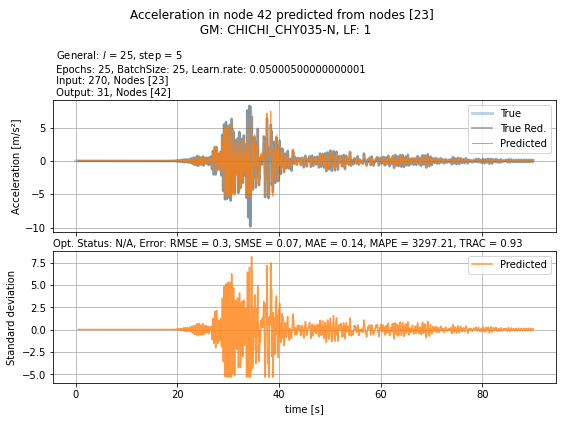 Acceleration in node 42 predicted from nodes [23]
GM: CHICHI_CHY035-N, LF: 1
General: l = 25, step = 5
Epochs: 25, BatchSize: 25, Learn.rate: 0.05000500000000001
Input: 270, Nodes [23]
Output: 31, Nodes [42]
Acceleration [m/s²]
5
0
−5
−10
True
True Red.
Predicted
Opt. Status: N/A, Error: RMSE = 0.3, SMSE = 0.07, MAE = 0.14, MAPE = 3297.21, TRAC = 0.93
Standard deviation
7.5
5.0
2.5
0.0
−2.5
−5.0
Predicted
0 20 40 60 80
time [s]